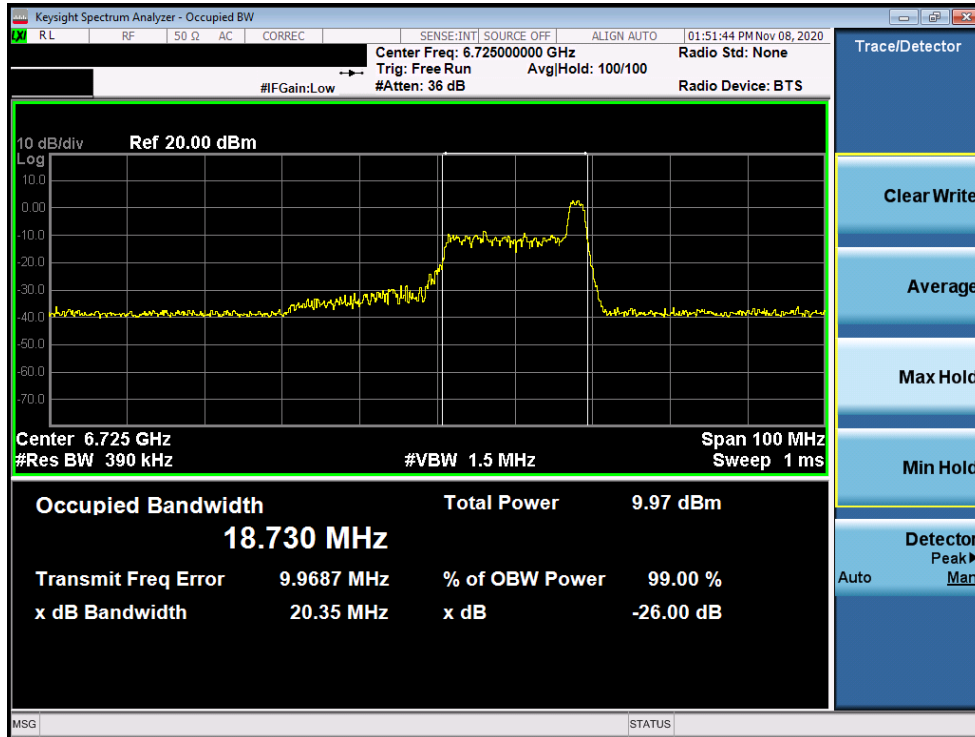 Keysight Spectrum Analyzer - Occupied BW
LXI RL RF 50 Ω AC CORREC SENSE:INT SOURCE OFF ALIGN AUTO 01:51:44 PM Nov 08, 2020
Center Freq: 6.725000000 GHz Radio Std: None
Trig: Free Run Avg|Hold: 100/100
#IFGain:Low #Atten: 36 dB Radio Device: BTS
10 dB/div Ref 20.00 dBm
Log
10.0
0.00
-10.0
-20.0
-30.0
-40.0
-50.0
-60.0
-70.0
Center 6.725 GHz Span 100 MHz
#Res BW 390 kHz #VBW 1.5 MHz Sweep 1 ms
Occupied Bandwidth Total Power 9.97 dBm
18.730 MHz
Transmit Freq Error 9.9687 MHz % of OBW Power 99.00 %
x dB Bandwidth 20.35 MHz x dB -26.00 dB
MSG STATUS
Trace/Detector
Clear Write
Average
Max Hold
Min Hold
Detector
Peak▶
Auto Man